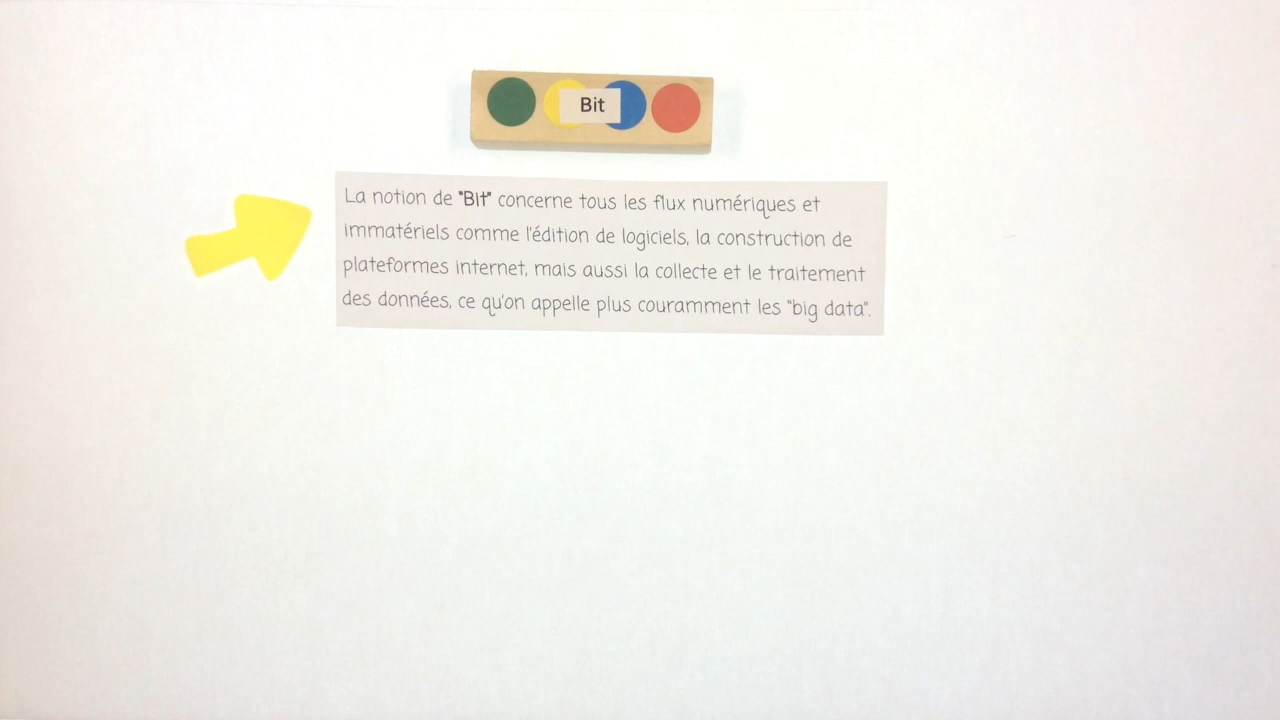 Bit
La notion de "Bit" concerne tous les flux numériques et
immatériels comme l'édition de logiciels, la construction de
plateformes internet, mais aussi la collecte et le traitement
des données, ce qu'on appelle plus couramment les "big data".